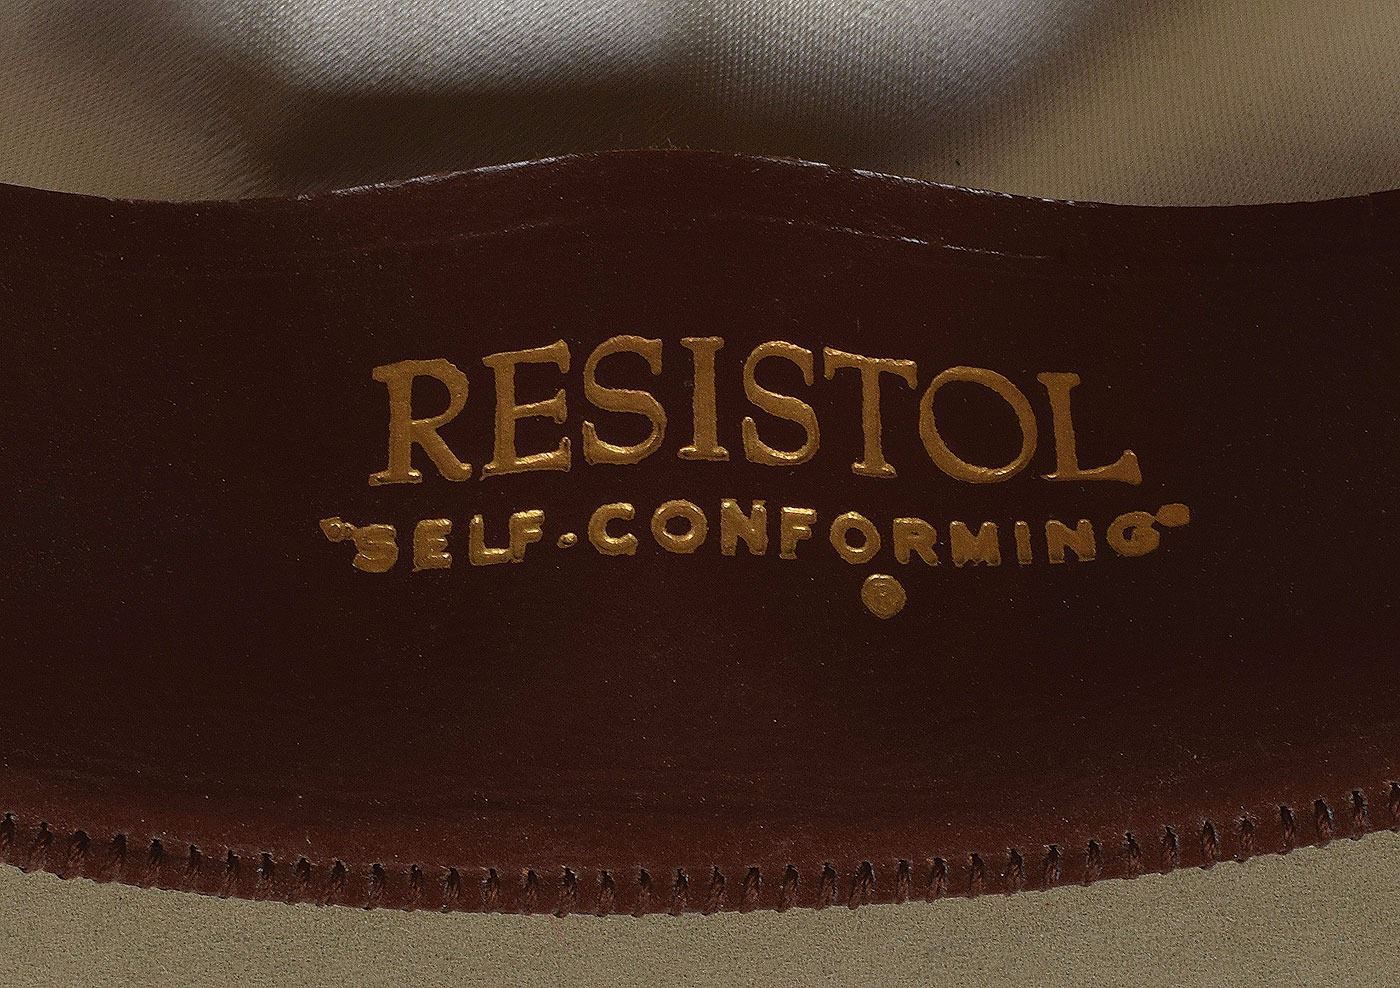 RESISTOL
"SELF-CONFORMING"
®